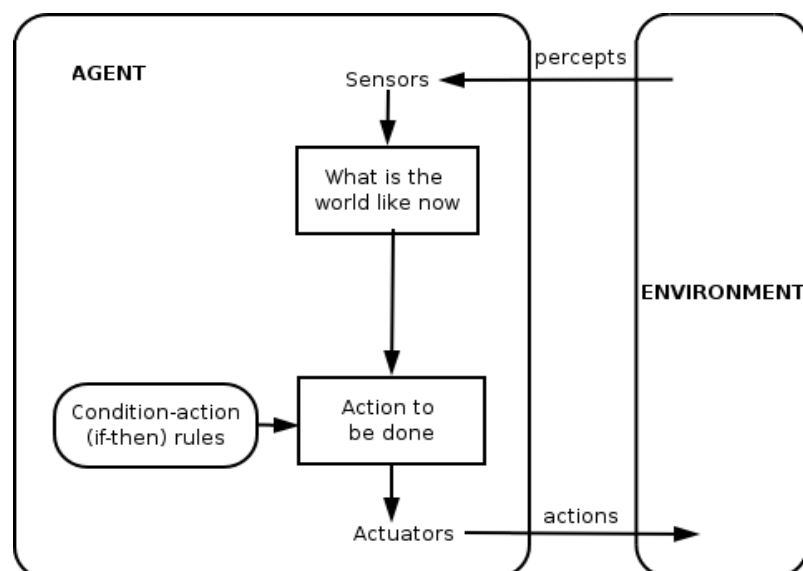 AGENT
percepts
Sensors
What is the
world like now
ENVIRONMENT
Condition-action
(if-then) rules
Action to
be done
actions
Actuators